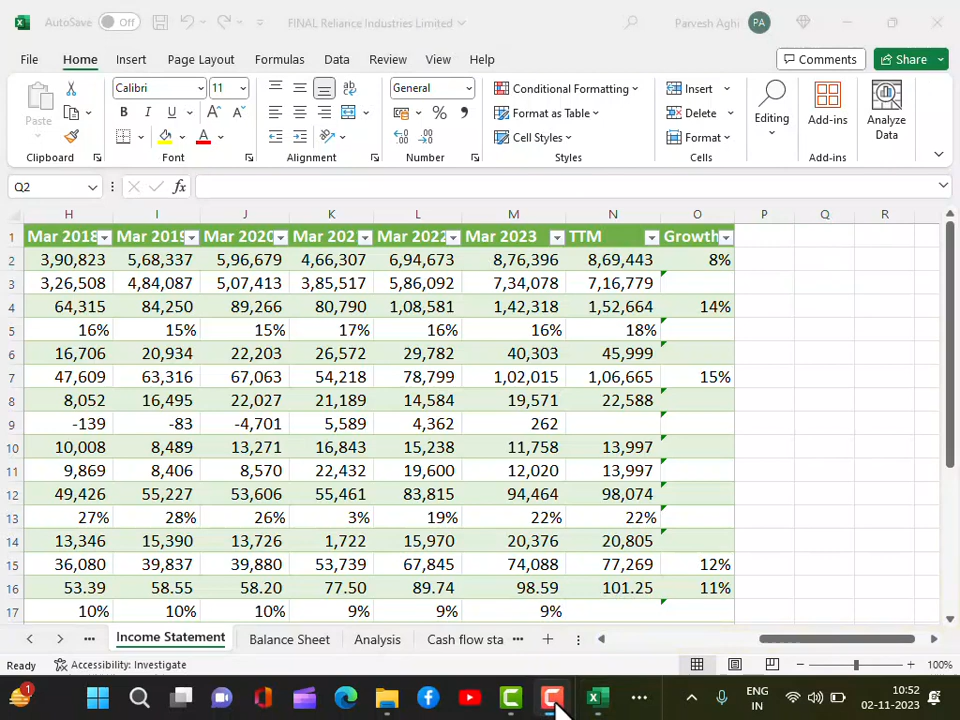 AutoSave Off FINAL Reliance Industries Limited Parvesh Aghi PA
File Home Insert Page Layout Formulas Data Review View Help Comments Share
Calibri 11 General Conditional Formatting Insert
Paste B I U Format as Table Delete Editing Add-ins Analyze Data
Cell Styles Format
Clipboard Font Alignment Number Styles Cells Add-ins
Q2 fx
H I J K L M N O P Q R
1 Mar 2018 Mar 2019 Mar 2020 Mar 202 Mar 2022 Mar 2023 TTM Growth
2 3,90,823 5,68,337 5,96,679 4,66,307 6,94,673 8,76,396 8,69,443 8%
3 3,26,508 4,84,087 5,07,413 3,85,517 5,86,092 7,34,078 7,16,779
4 64,315 84,250 89,266 80,790 1,08,581 1,42,318 1,52,664 14%
5 16% 15% 15% 17% 16% 16% 18%
6 16,706 20,934 22,203 26,572 29,782 40,303 45,999
7 47,609 63,316 67,063 54,218 78,799 1,02,015 1,06,665 15%
8 8,052 16,495 22,027 21,189 14,584 19,571 22,588
9 -139 -83 -4,701 5,589 4,362 262
10 10,008 8,489 13,271 16,843 15,238 11,758 13,997
11 9,869 8,406 8,570 22,432 19,600 12,020 13,997
12 49,426 55,227 53,606 55,461 83,815 94,464 98,074
13 27% 28% 26% 3% 19% 22% 22%
14 13,346 15,390 13,726 1,722 15,970 20,376 20,805
15 36,080 39,837 39,880 53,739 67,845 74,088 77,269 12%
16 53.39 58.55 58.20 77.50 89.74 98.59 101.25 11%
17 10% 10% 10% 9% 9% 9%
Income Statement Balance Sheet Analysis Cash flow sta
Ready Accessibility: Investigate 100%
1 ENG 10:52
IN 02-11-2023